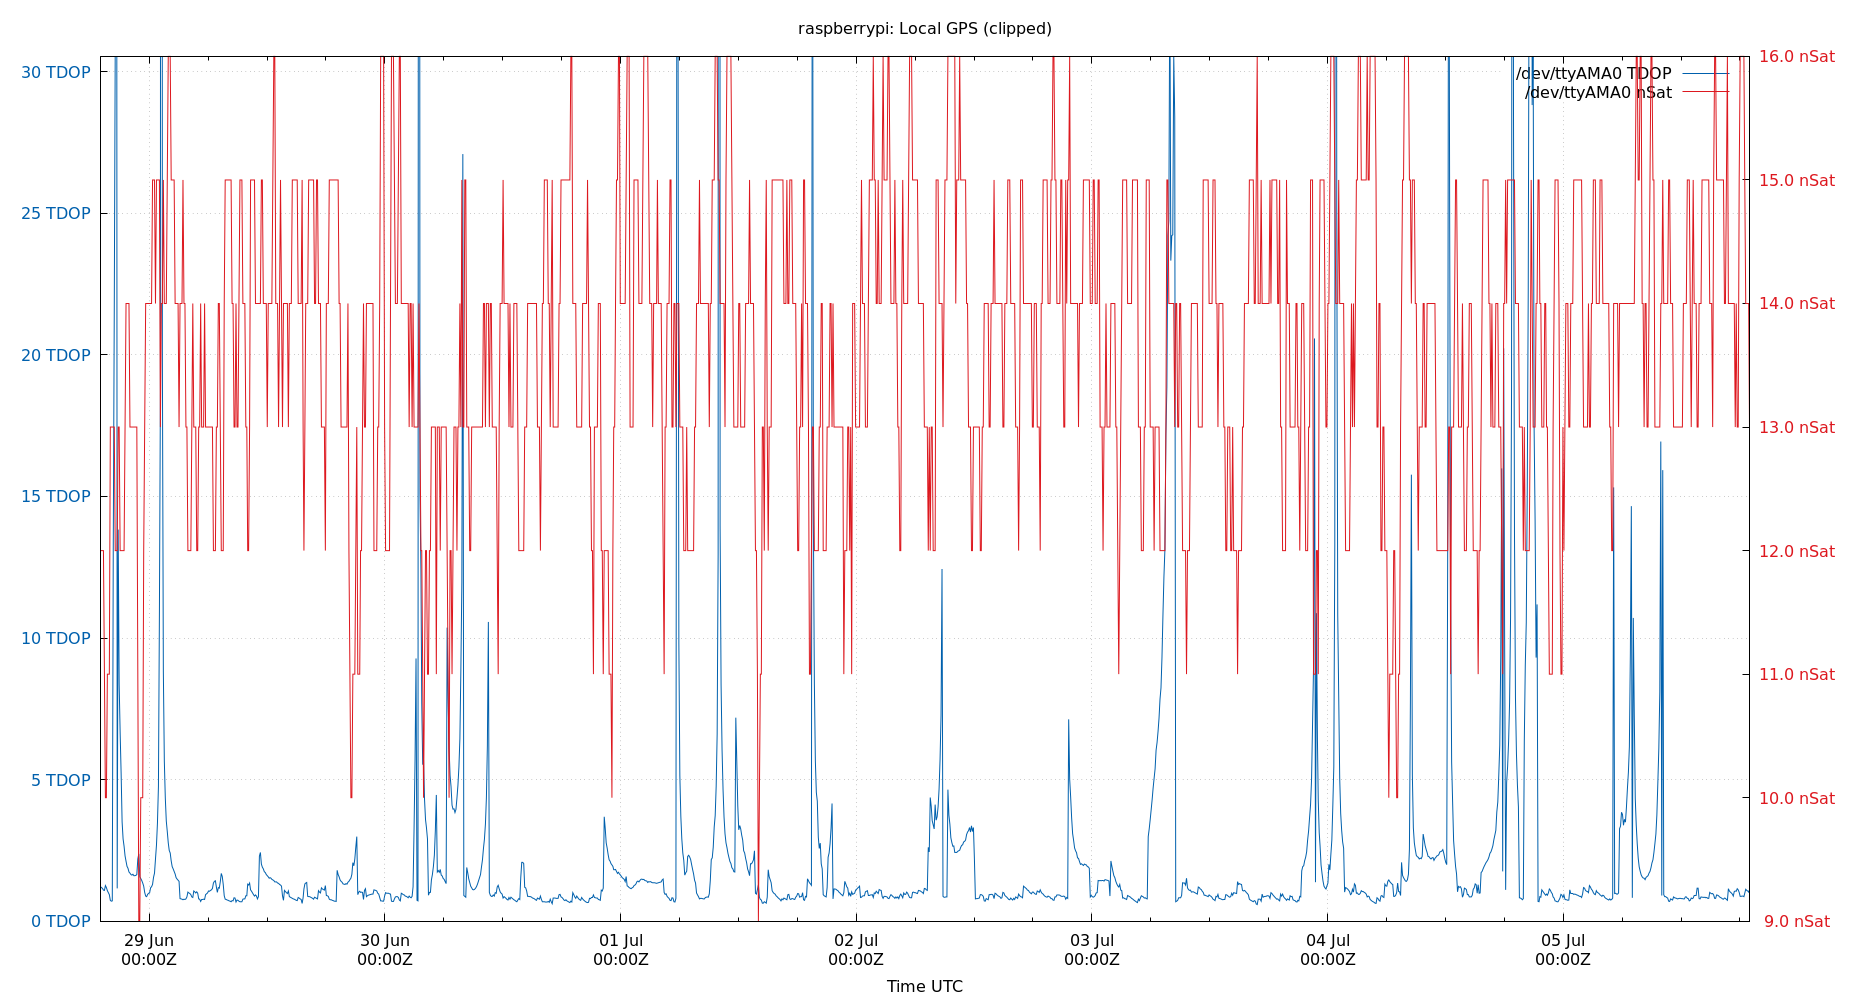 raspberrypi: Local GPS (clipped)
30 TDOP
25 TDOP
20 TDOP
15 TDOP
10 TDOP
5 TDOP
0 TDOP
16.0 nSat
15.0 nSat
14.0 nSat
13.0 nSat
12.0 nSat
11.0 nSat
10.0 nSat
9.0 nSat
/dev/ttyAMA0 TDOP
/dev/ttyAMA0 nSat
29 Jun 30 Jun 01 Jul 02 Jul 03 Jul 04 Jul 05 Jul
00:00Z 00:00Z 00:00Z 00:00Z 00:00Z 00:00Z 00:00Z
Time UTC